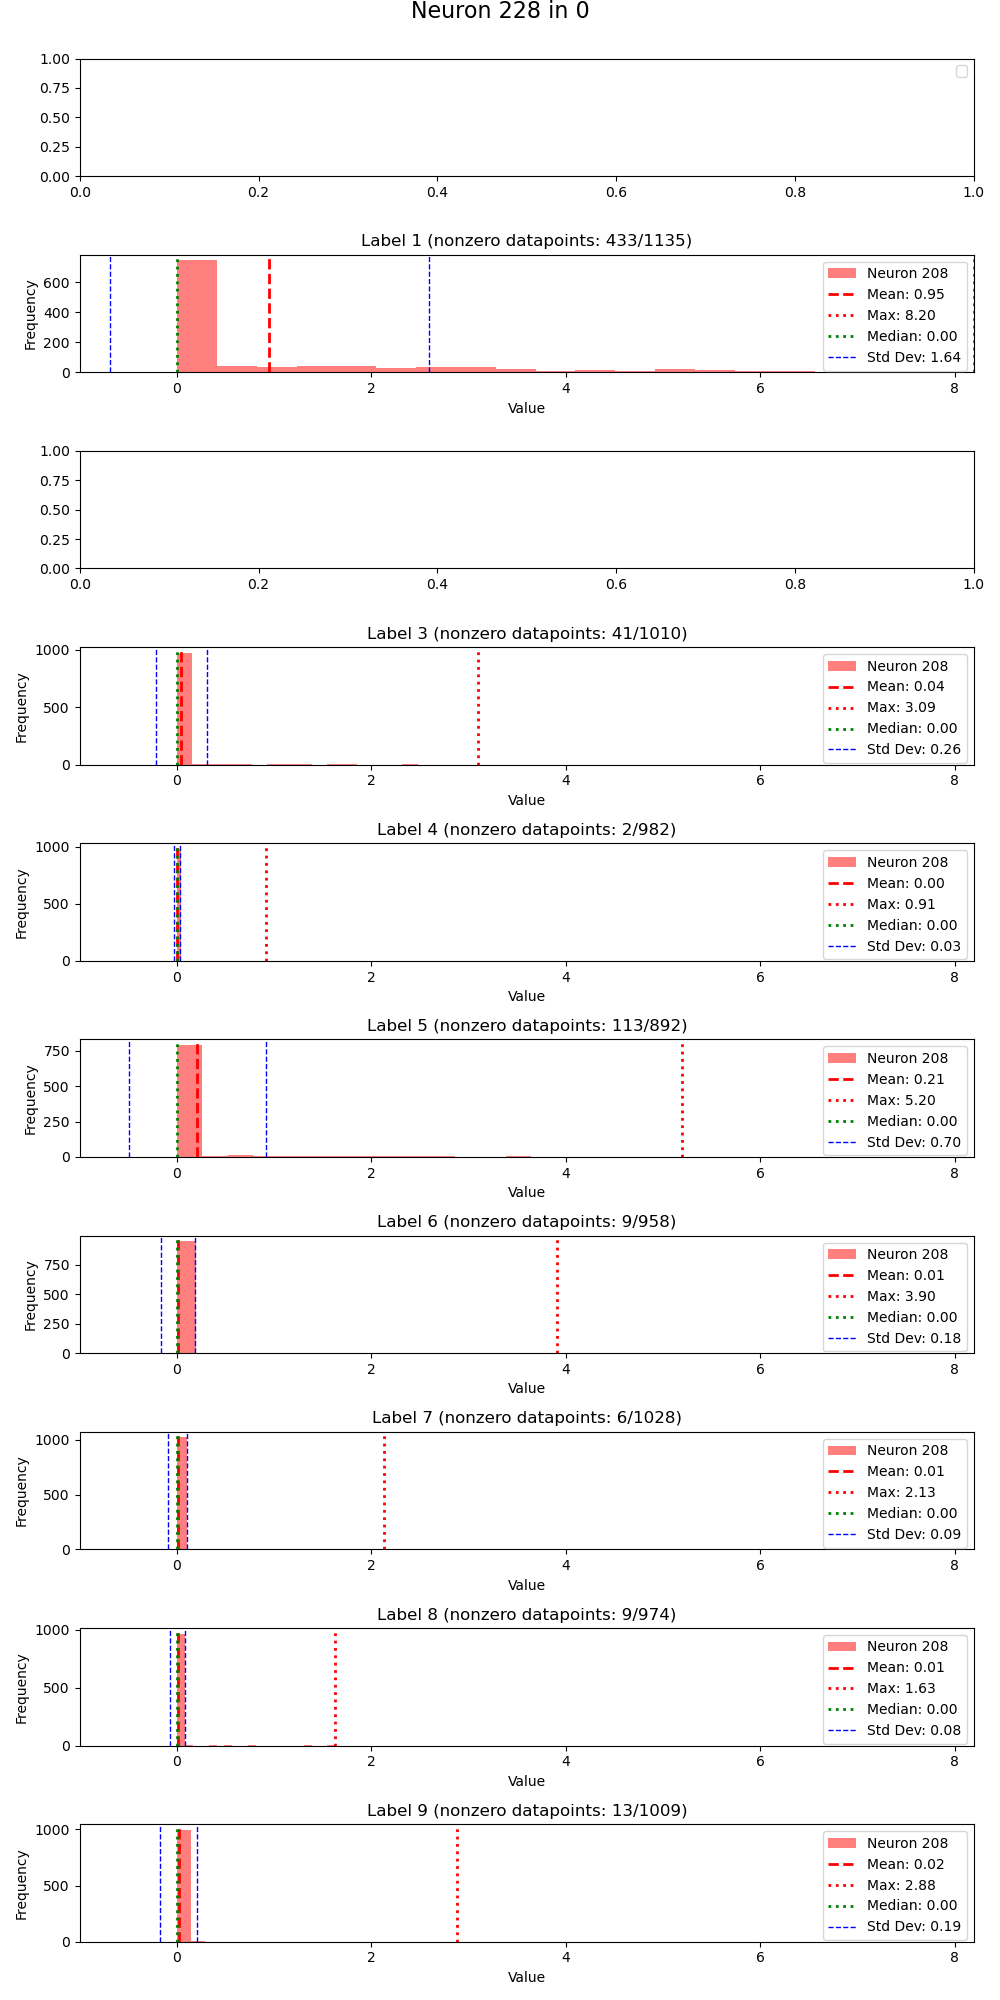 Neuron 228 in 0
1.00
0.75
0.50
0.25
0.00
0.0 0.2 0.4 0.6 0.8 1.0
Label 1 (nonzero datapoints: 433/1135)
Frequency
600
400
200
0
Neuron 208
Mean: 0.95
Max: 8.20
Median: 0.00
Std Dev: 1.64
0 2 4 6 8
Value
1.00
0.75
0.50
0.25
0.00
0.0 0.2 0.4 0.6 0.8 1.0
Label 3 (nonzero datapoints: 41/1010)
Frequency
1000
500
0
Neuron 208
Mean: 0.04
Max: 3.09
Median: 0.00
Std Dev: 0.26
0 2 4 6 8
Value
Label 4 (nonzero datapoints: 2/982)
Frequency
1000
500
0
Neuron 208
Mean: 0.00
Max: 0.91
Median: 0.00
Std Dev: 0.03
0 2 4 6 8
Value
Label 5 (nonzero datapoints: 113/892)
Frequency
750
500
250
0
Neuron 208
Mean: 0.21
Max: 5.20
Median: 0.00
Std Dev: 0.70
0 2 4 6 8
Value
Label 6 (nonzero datapoints: 9/958)
Frequency
750
500
250
0
Neuron 208
Mean: 0.01
Max: 3.90
Median: 0.00
Std Dev: 0.18
0 2 4 6 8
Value
Label 7 (nonzero datapoints: 6/1028)
Frequency
1000
500
0
Neuron 208
Mean: 0.01
Max: 2.13
Median: 0.00
Std Dev: 0.09
0 2 4 6 8
Value
Label 8 (nonzero datapoints: 9/974)
Frequency
1000
500
0
Neuron 208
Mean: 0.01
Max: 1.63
Median: 0.00
Std Dev: 0.08
0 2 4 6 8
Value
Label 9 (nonzero datapoints: 13/1009)
Frequency
1000
500
0
Neuron 208
Mean: 0.02
Max: 2.88
Median: 0.00
Std Dev: 0.19
0 2 4 6 8
Value